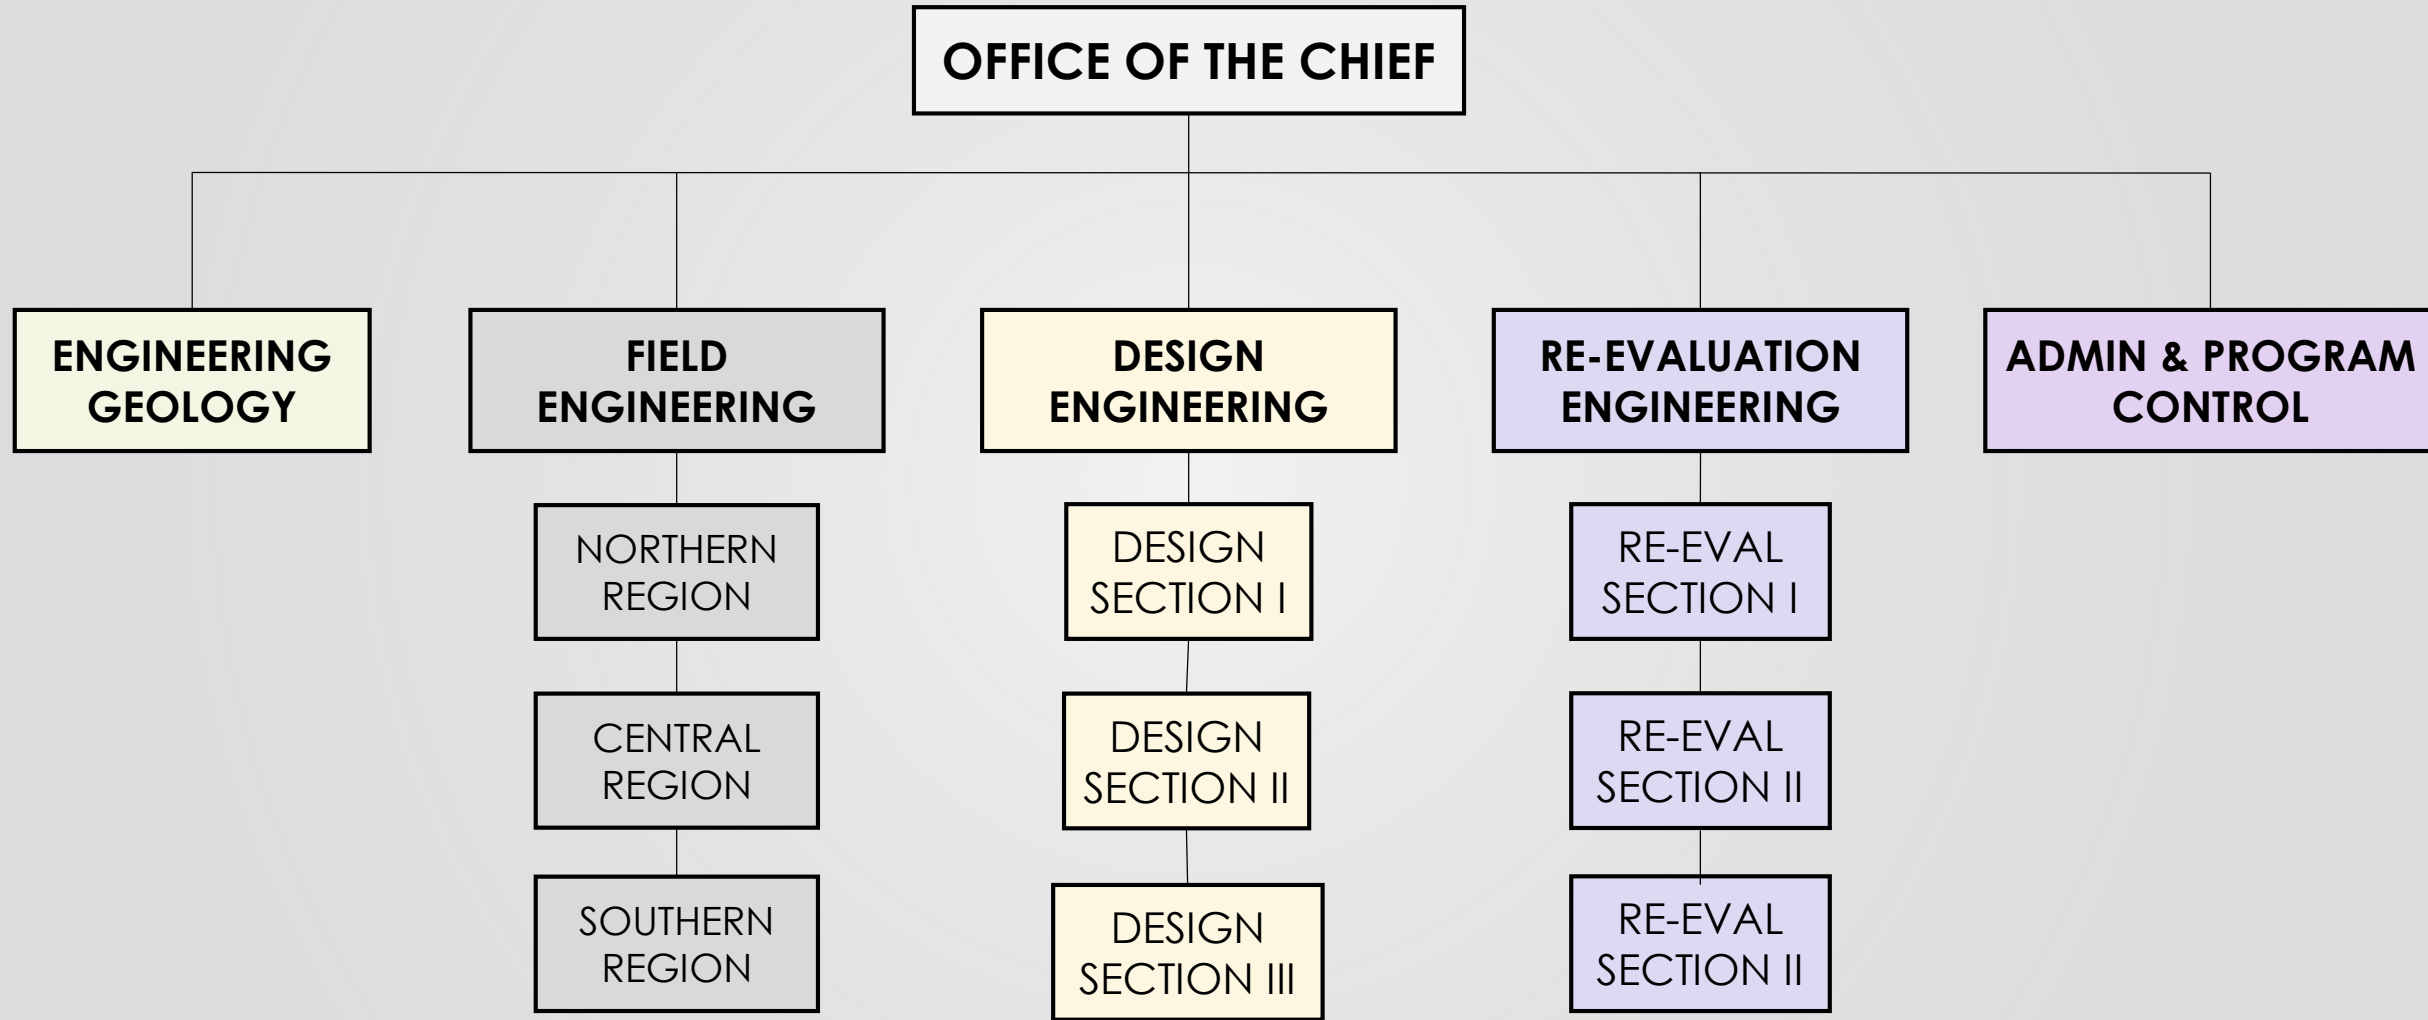 OFFICE OF THE CHIEF
ENGINEERING
GEOLOGY
FIELD
ENGINEERING
DESIGN
ENGINEERING
RE-EVALUATION
ENGINEERING
ADMIN & PROGRAM
CONTROL
NORTHERN
REGION
CENTRAL
REGION
SOUTHERN
REGION
DESIGN
SECTION I
DESIGN
SECTION II
DESIGN
SECTION III
RE-EVAL
SECTION I
RE-EVAL
SECTION II
RE-EVAL
SECTION II